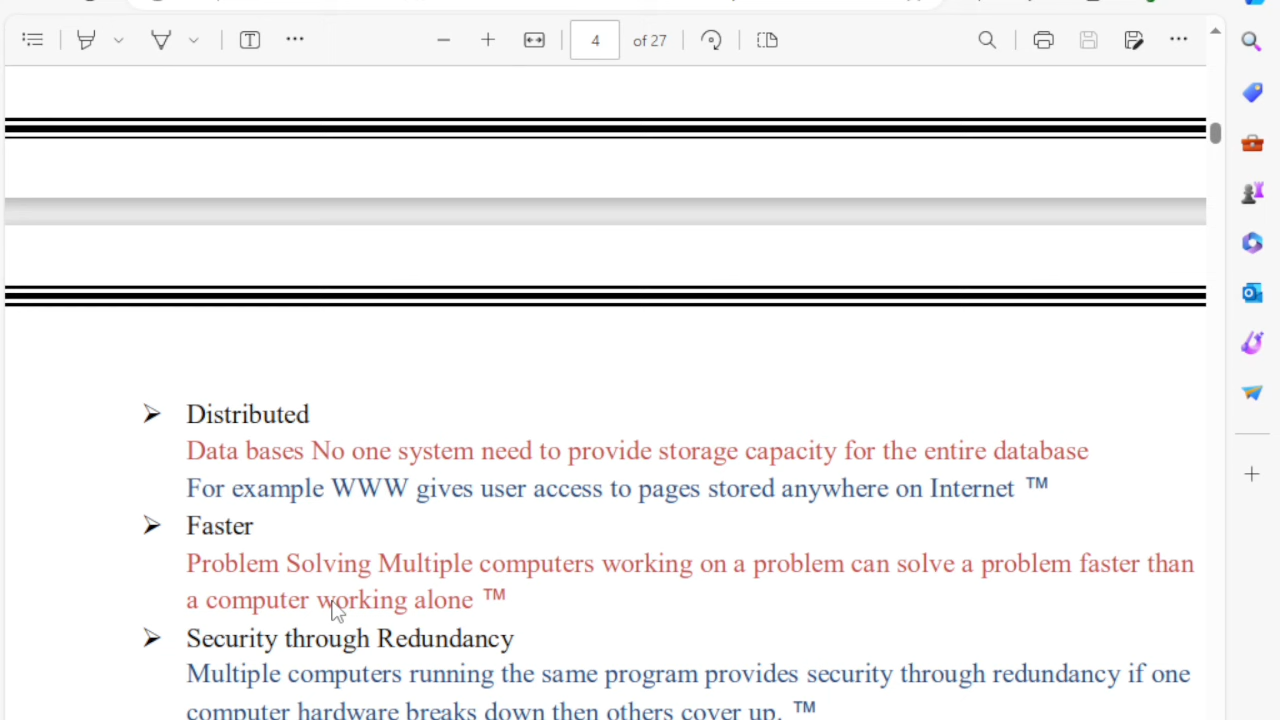 4 of 27
➢ Distributed
Data bases No one system need to provide storage capacity for the entire database
For example WWW gives user access to pages stored anywhere on Internet ™
➢ Faster
Problem Solving Multiple computers working on a problem can solve a problem faster than
a computer working alone ™
➢ Security through Redundancy
Multiple computers running the same program provides security through redundancy if one
computer hardware breaks down then others cover up. ™